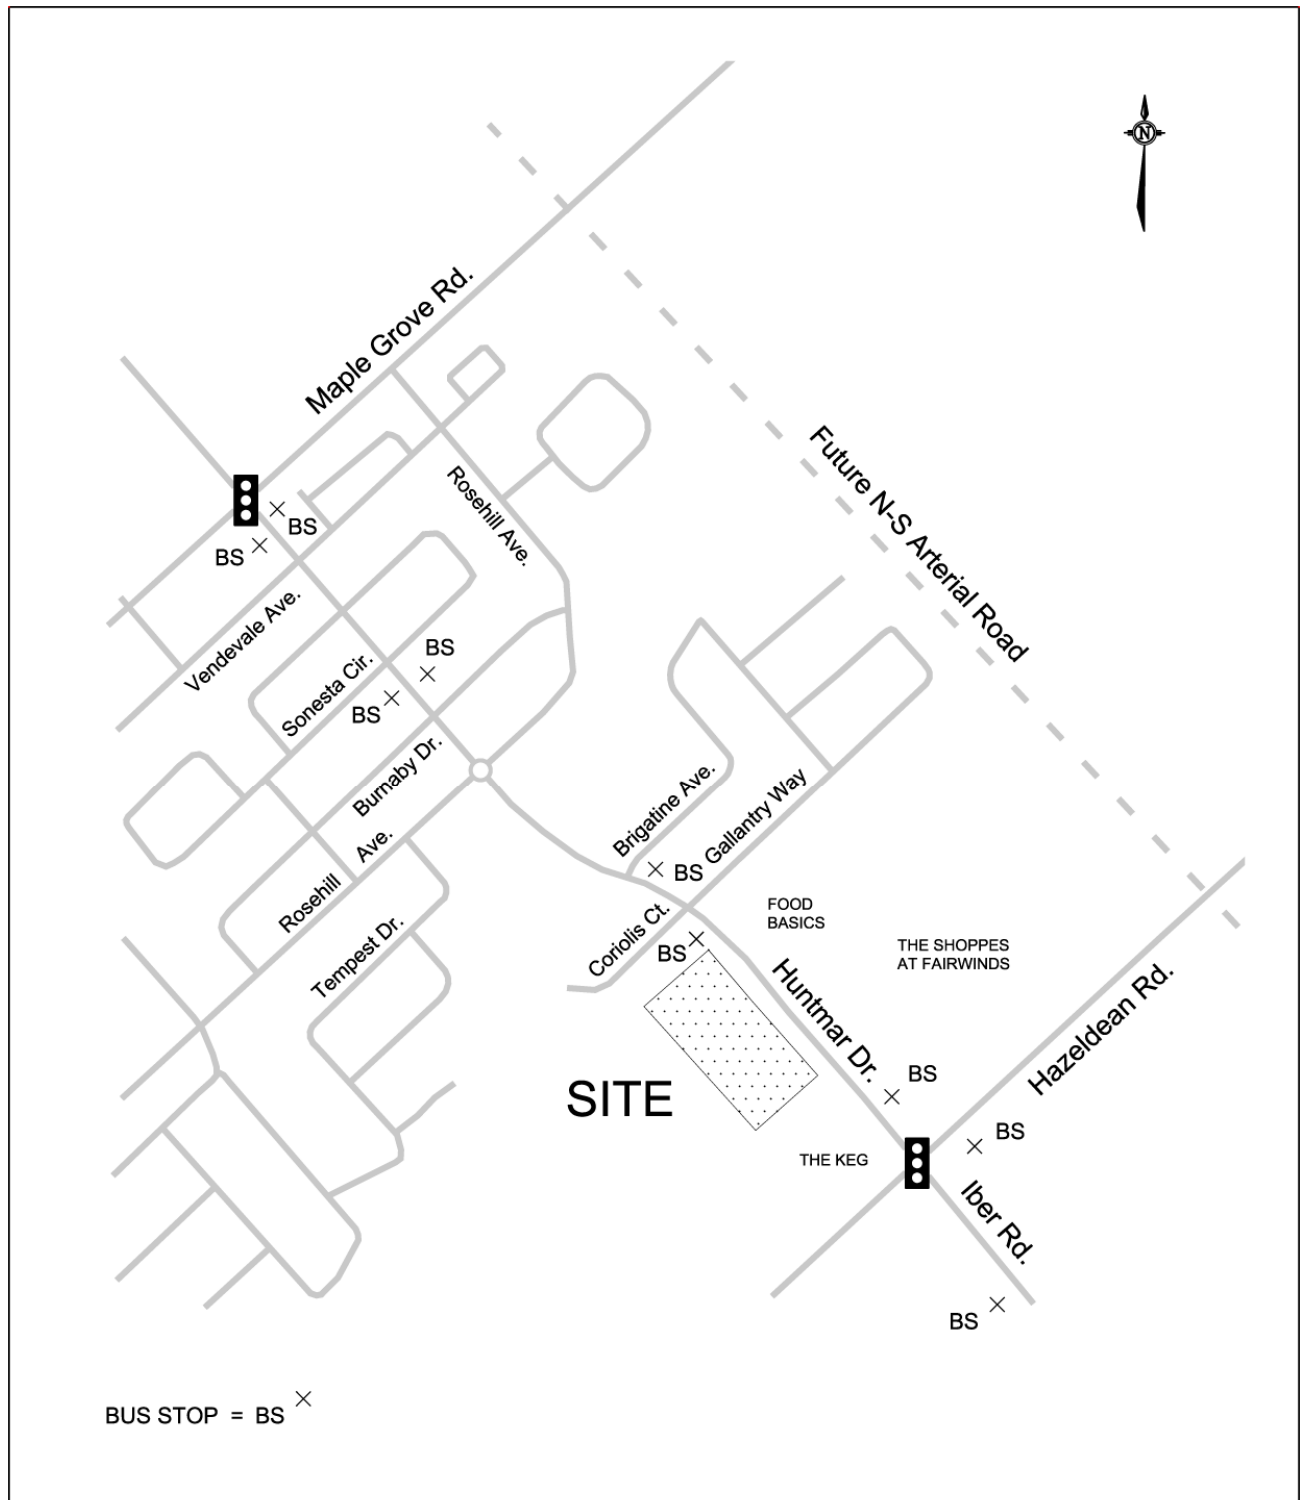 N
Maple Grove Rd.
Future N-S Arterial Road
Rosehill Ave.
BS
BS
Vendevale Ave.
BS
Sonesta Cir.
BS
Burnaby Dr.
Brigatine Ave.
Gallantry Way
Rosehill
Ave.
BS
FOOD
BASICS
Coriolis Ct.
BS
THE SHOPPES
AT FAIRWINDS
Tempest Dr.
Huntmar Dr.
Hazeldean Rd.
SITE
BS
BS
THE KEG
Iber Rd.
BS
BUS STOP = BS